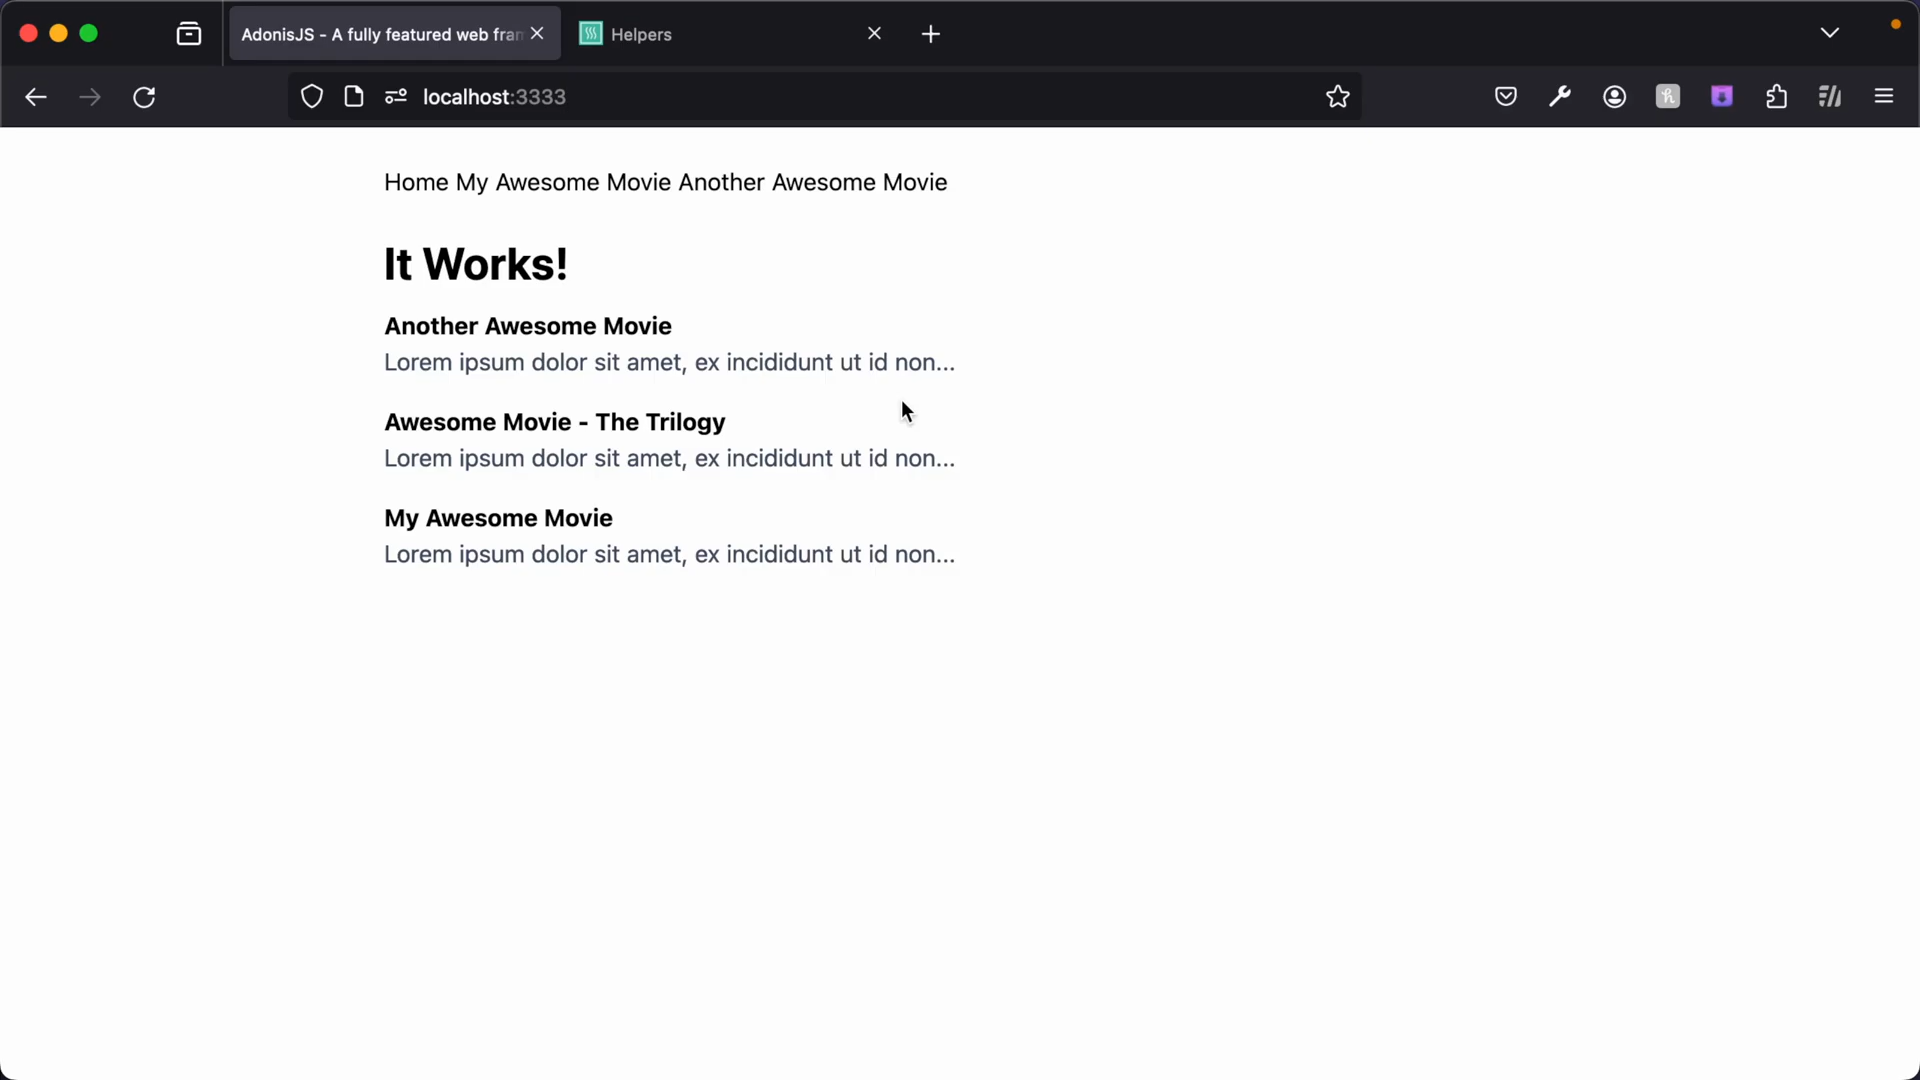 AdonisJS - A fully featured web fran
Helpers
localhost:3333
Home My Awesome Movie Another Awesome Movie
It Works!
Another Awesome Movie
Lorem ipsum dolor sit amet, ex incididunt ut id non...
Awesome Movie - The Trilogy
Lorem ipsum dolor sit amet, ex incididunt ut id non...
My Awesome Movie
Lorem ipsum dolor sit amet, ex incididunt ut id non...